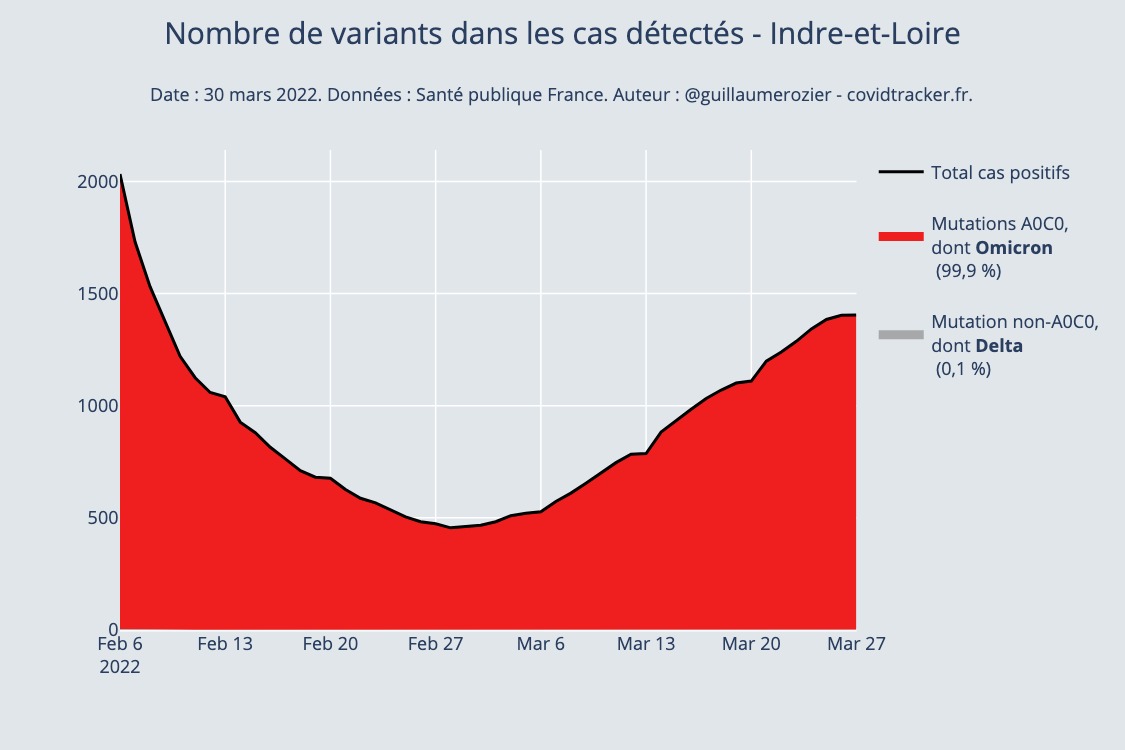 Nombre de variants dans les cas détectés - Indre-et-Loire
Date : 30 mars 2022. Données : Santé publique France. Auteur : @guillaumerozier - covidtracker.fr.
2000
1500
1000
500
0
Feb 6
2022
Feb 13
Feb 20
Feb 27
Mar 6
Mar 13
Mar 20
Mar 27
Total cas positifs
Mutations A0C0,
dont Omicron
(99,9 %)
Mutation non-A0C0,
dont Delta
(0,1 %)